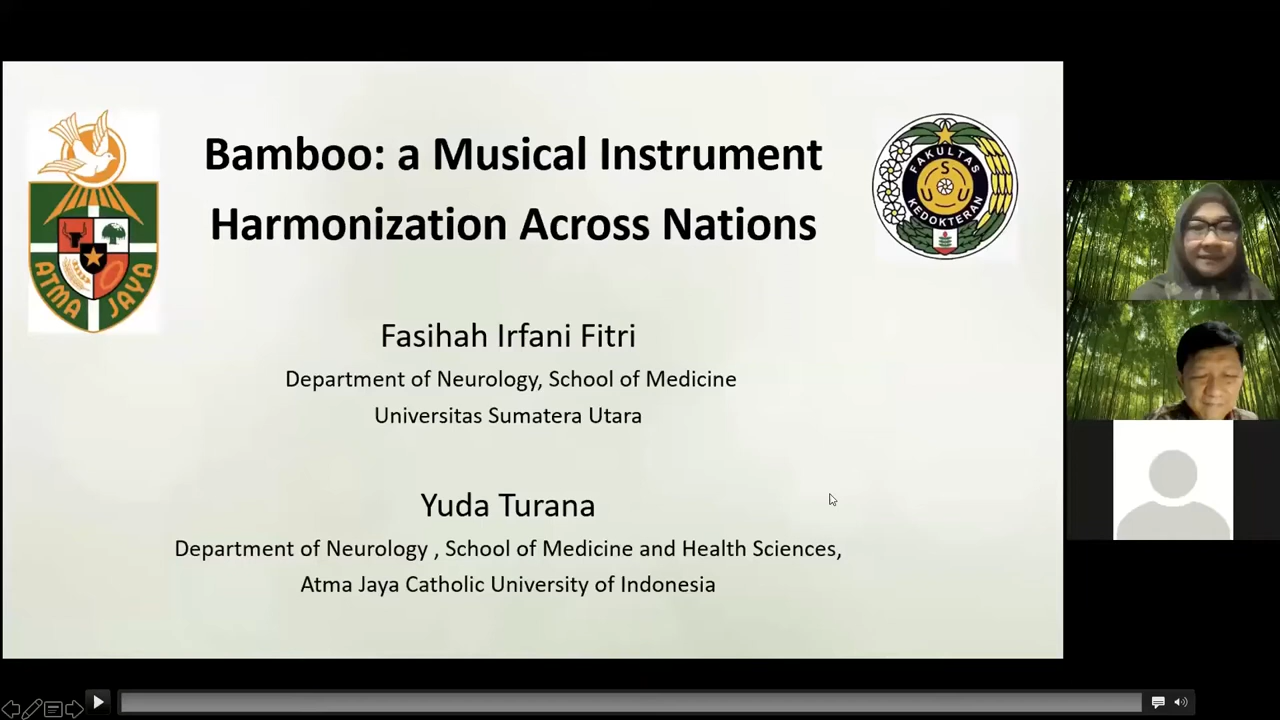 Bamboo: a Musical Instrument
Harmonization Across Nations
ATMA JAYA
FAKULTAS
USU
KEDOKTERAN
Fasihah Irfani Fitri
Department of Neurology, School of Medicine
Universitas Sumatera Utara
Yuda Turana
Department of Neurology , School of Medicine and Health Sciences,
Atma Jaya Catholic University of Indonesia